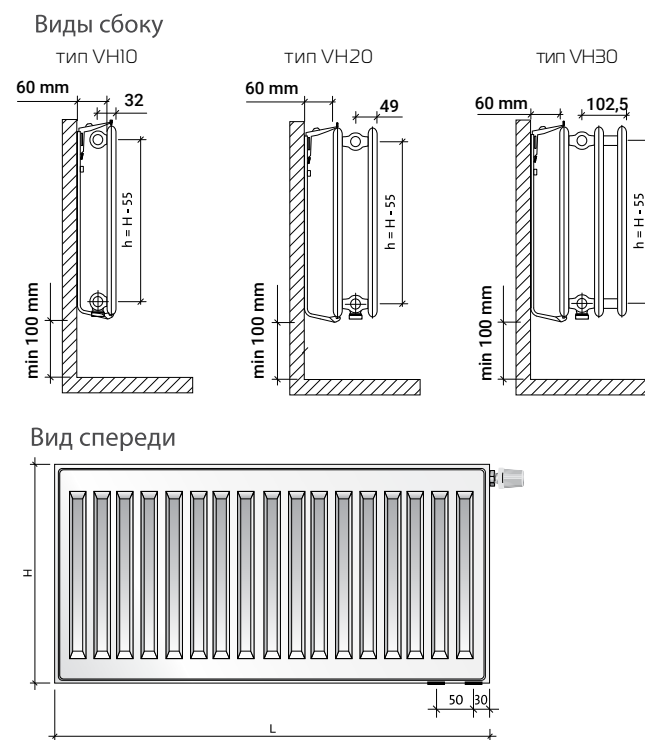 Виды сбоку
тип VH10
тип VH20
тип VH30
60 mm
32
60 mm
49
60 mm
102,5
h = H - 55
h = H - 55
h = H - 55
min 100 mm
min 100 mm
min 100 mm
Вид спереди
H
50
30
L